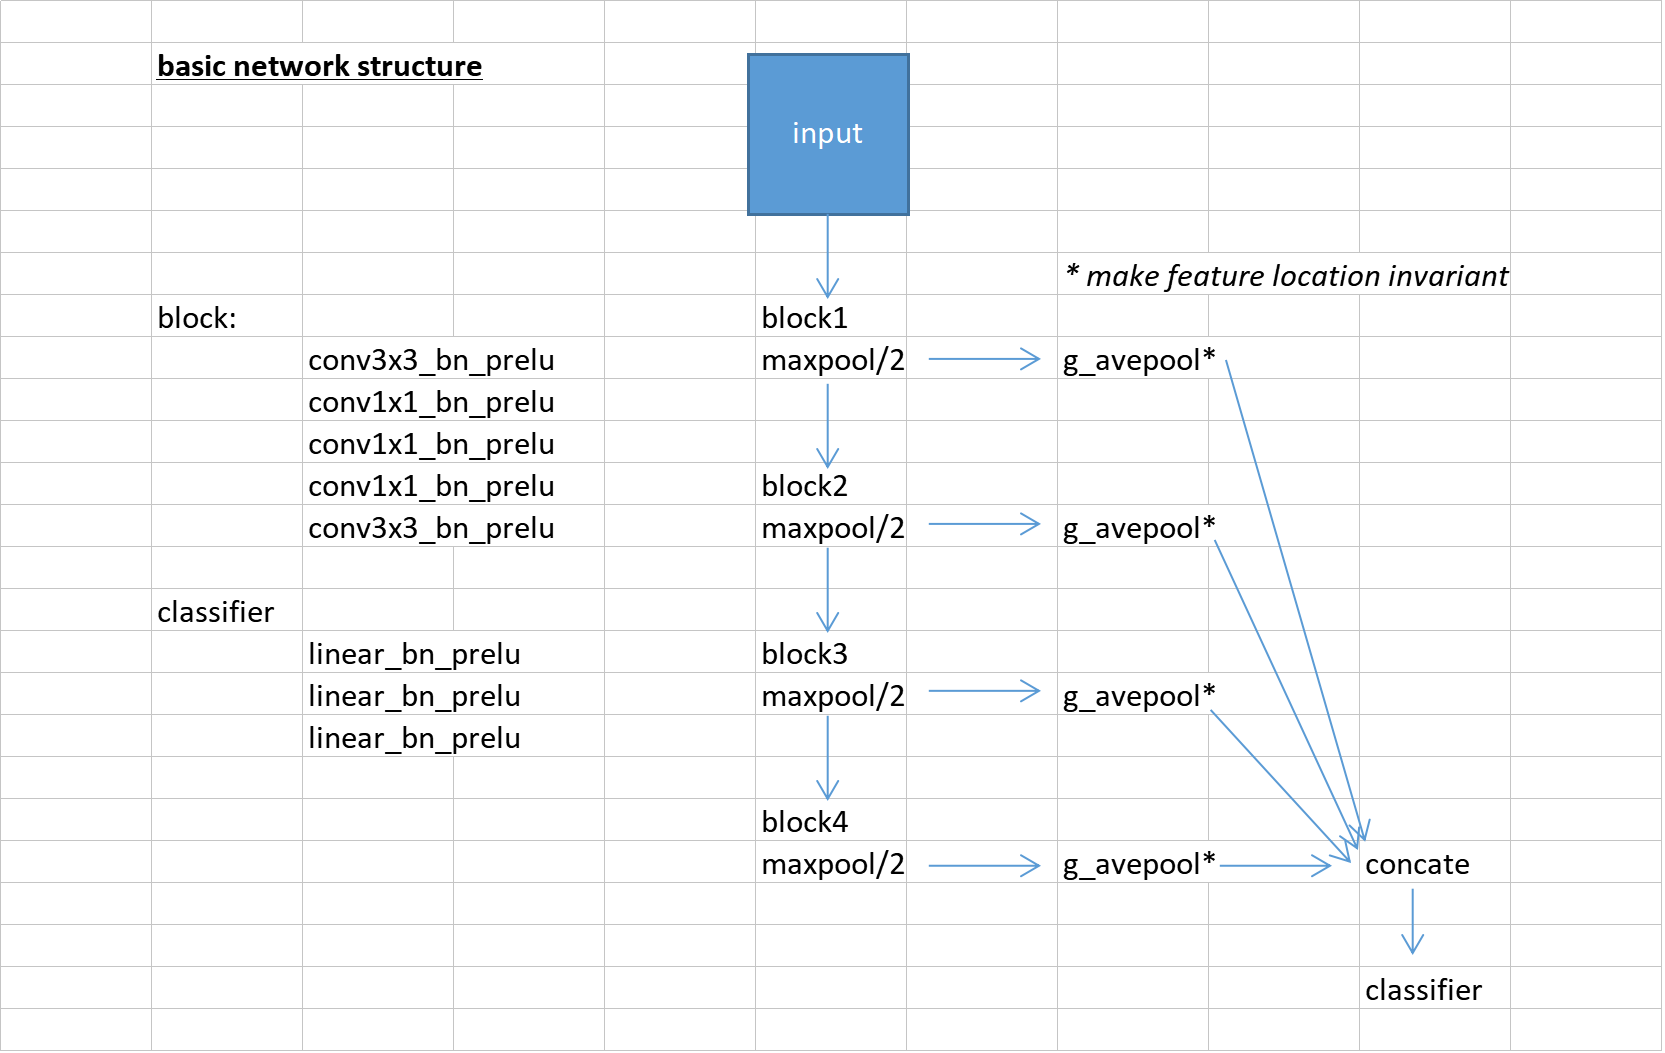 basic network structure
input
* make feature location invariant
block:
conv3x3_bn_prelu
conv1x1_bn_prelu
conv1x1_bn_prelu
conv1x1_bn_prelu
conv3x3_bn_prelu
classifier
linear_bn_prelu
linear_bn_prelu
linear_bn_prelu
block1
maxpool/2
g_avepool*
block2
maxpool/2
g_avepool*
block3
maxpool/2
g_avepool*
block4
maxpool/2
g_avepool*
concate
classifier